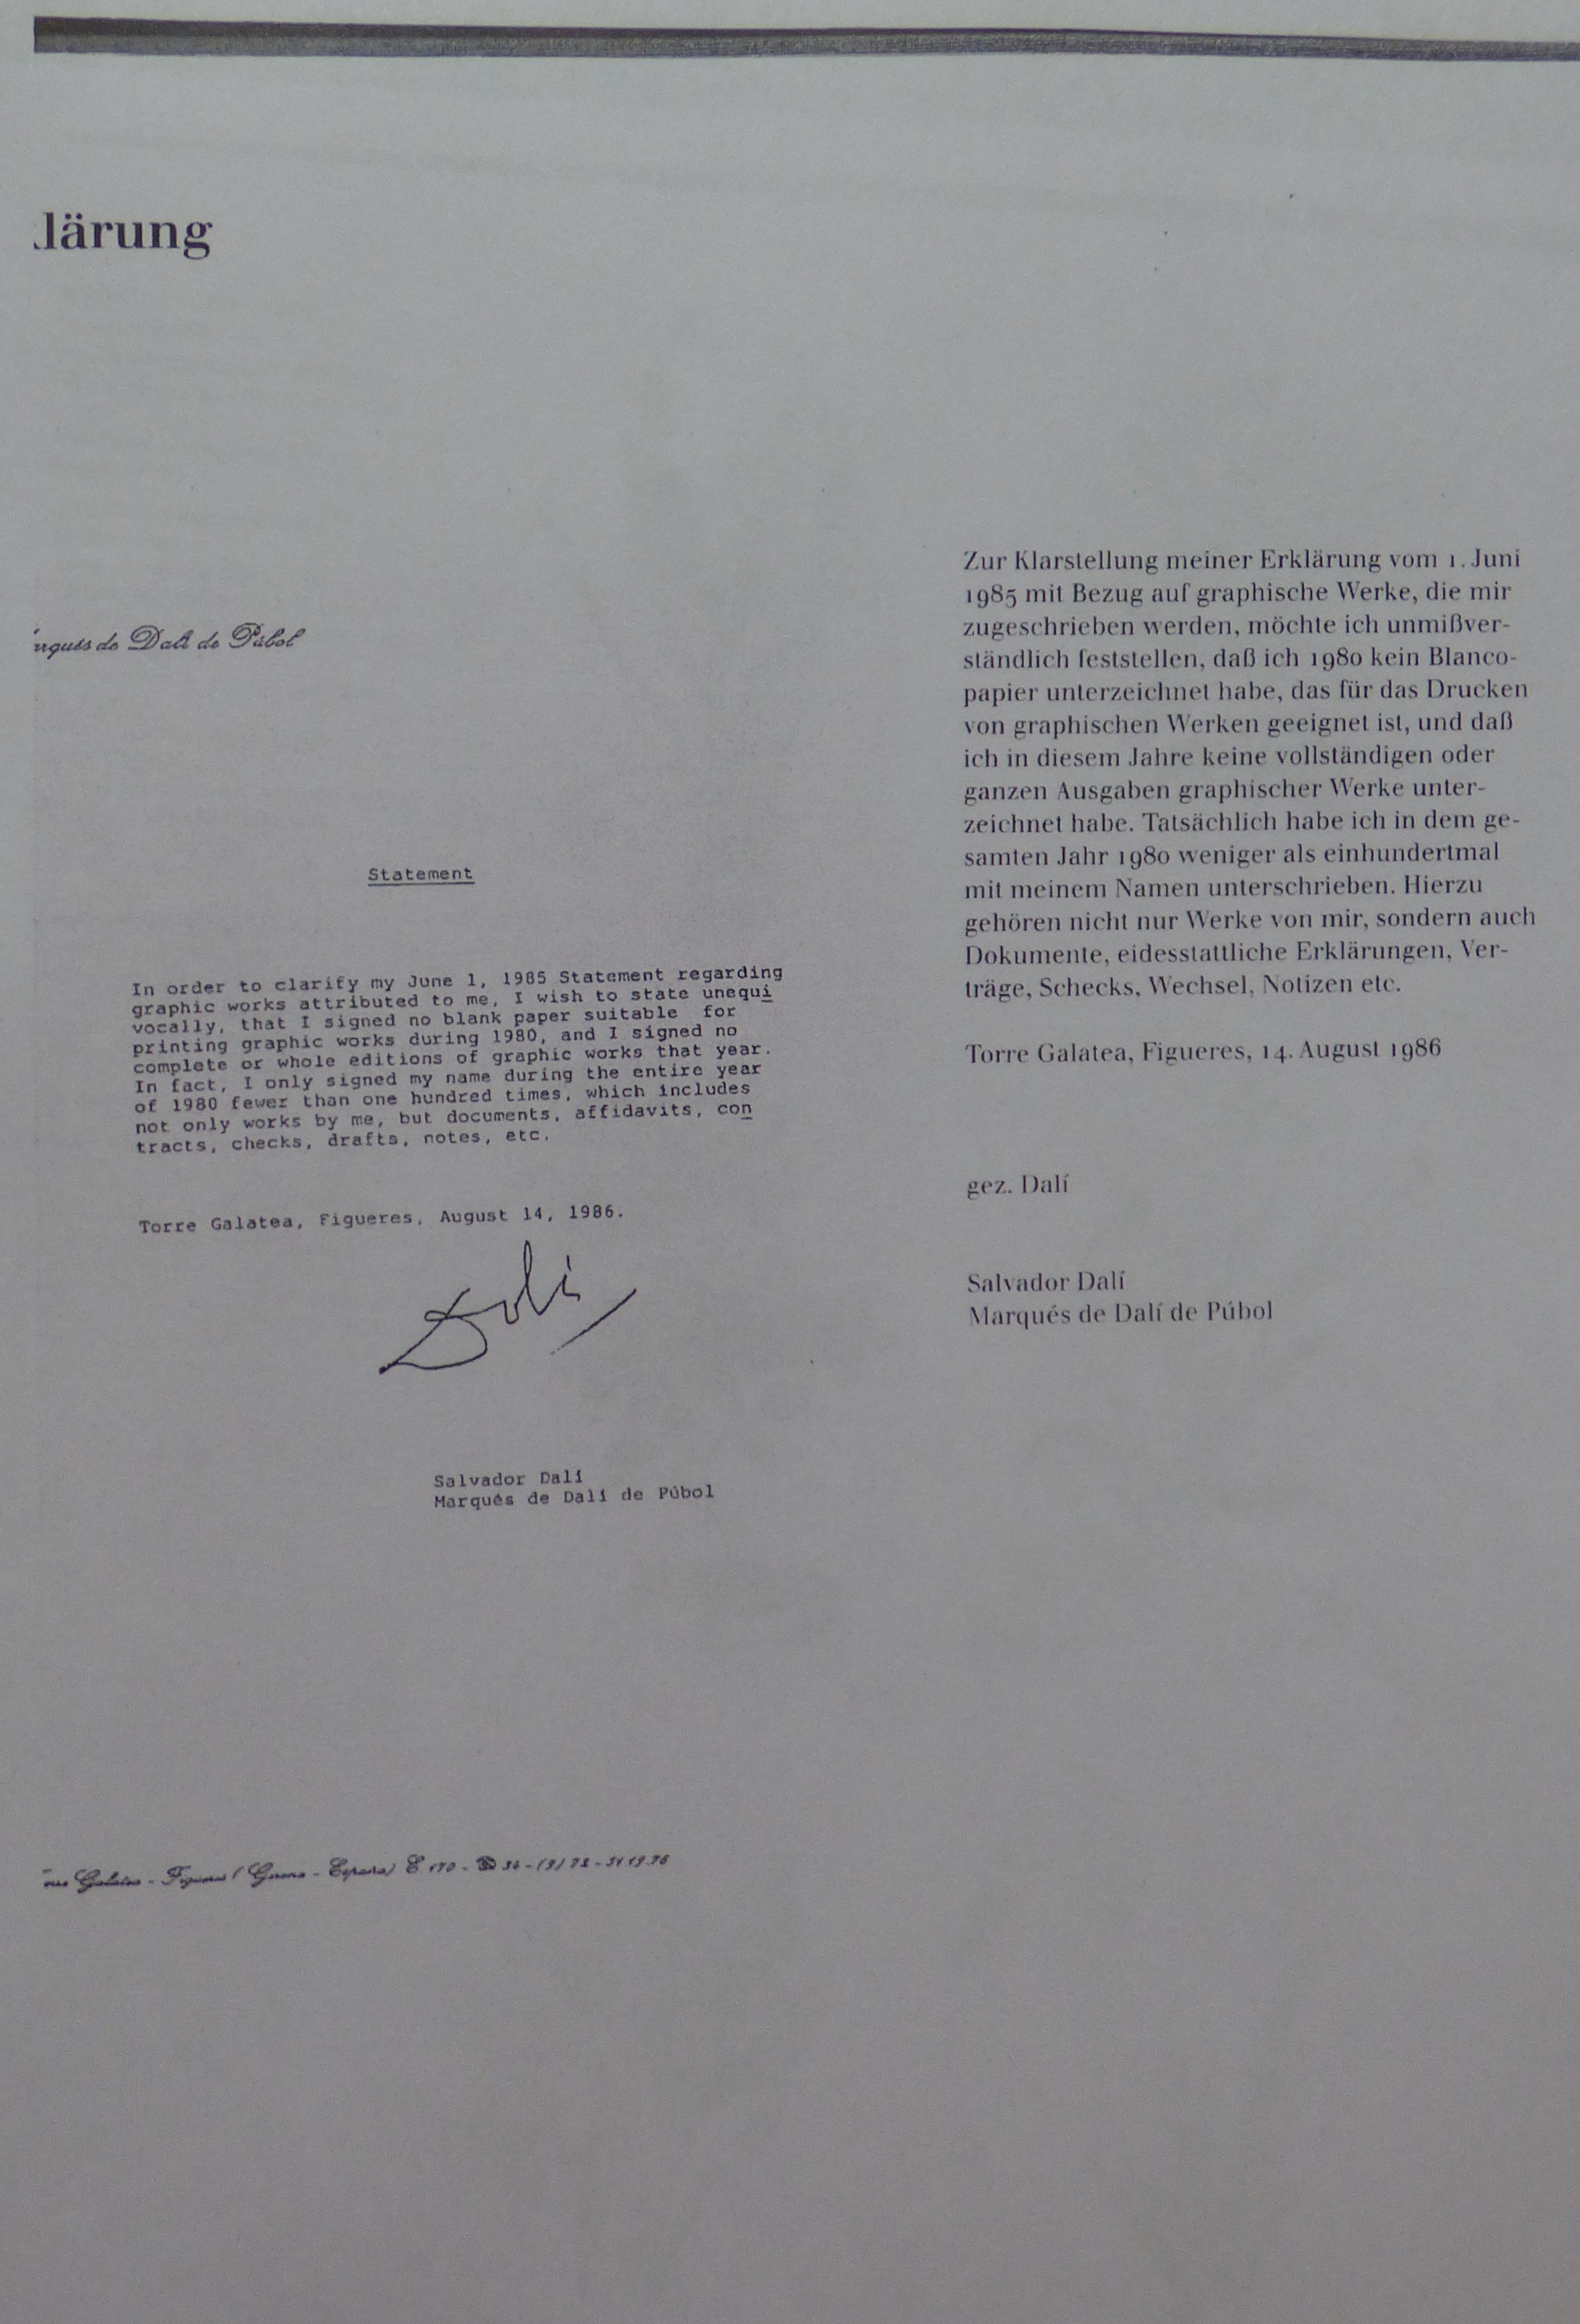 lärung
rqués de Dalí de Púbol
Statement
In order to clarify my June 1, 1985 Statement regarding
graphic works attributed to me, I wish to state unequi
vocally, that I signed no blank paper suitable for
printing graphic works during 1980, and I signed no
complete or whole editions of graphic works that year.
In fact, I only signed my name during the entire year
of 1980 fewer than one hundred times, which includes
not only works by me, but documents, affidavits, con
tracts, checks, drafts, notes, etc.
Torre Galatea, Figueres, August 14, 1986.
Dalí
Salvador Dalí
Marqués de Dalí de Púbol
Galatea - Figueras (Gerona - España)
Zur Klarstellung meiner Erklärung vom 1. Juni
1985 mit Bezug auf graphische Werke, die mir
zugeschrieben werden, möchte ich unmißver-
ständlich feststellen, daß ich 1980 kein Blanco-
papier unterzeichnet habe, das für das Drucken
von graphischen Werken geeignet ist, und daß
ich in diesem Jahre keine vollständigen oder
ganzen Ausgaben graphischer Werke unter-
zeichnet habe. Tatsächlich habe ich in dem ge-
samten Jahr 1980 weniger als einhundertmal
mit meinem Namen unterschrieben. Hierzu
gehören nicht nur Werke von mir, sondern auch
Dokumente, eidesstattliche Erklärungen, Ver-
träge, Schecks, Wechsel, Notizen etc.
Torre Galatea, Figueres, 14. August 1986
gez. Dalí
Salvador Dalí
Marqués de Dalí de Púbol